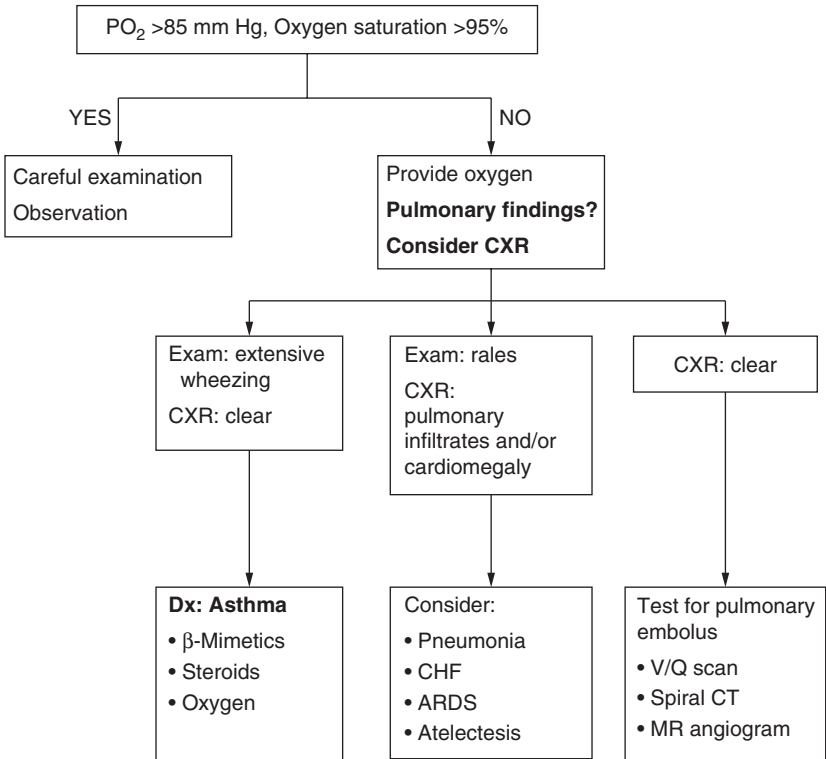 PO2 >85 mm Hg, Oxygen saturation >95%
YES
NO
Careful examination
Observation
Provide oxygen
Pulmonary findings?
Consider CXR
Exam: extensive
wheezing
CXR: clear
Exam: rales
CXR:
pulmonary
infiltrates and/or
cardiomegaly
CXR: clear
Dx: Asthma
• β-Mimetics
• Steroids
• Oxygen
Consider:
• Pneumonia
• CHF
• ARDS
• Atelectesis
Test for pulmonary
embolus
• V/Q scan
• Spiral CT
• MR angiogram